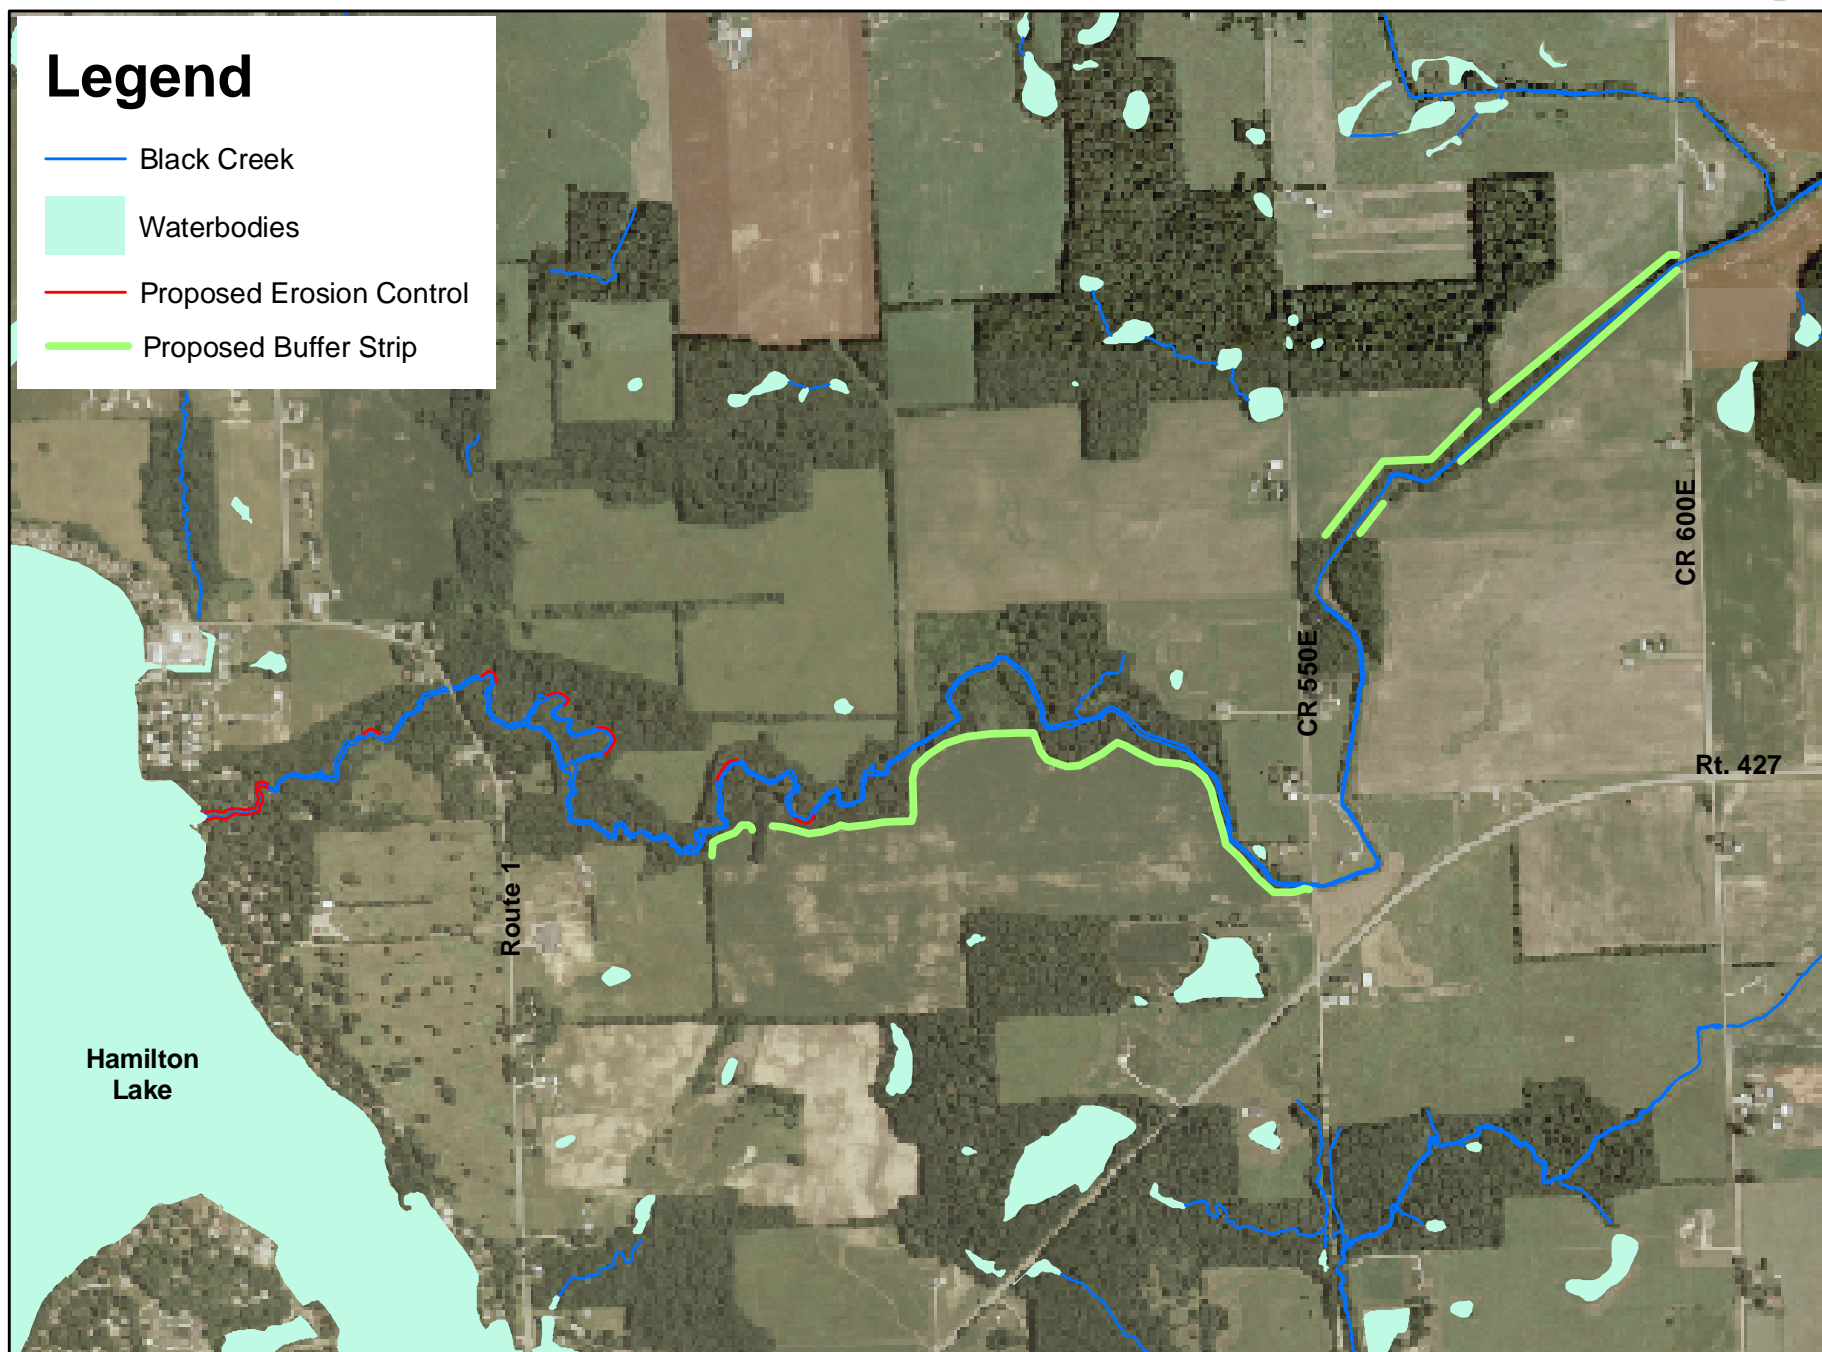 Legend
Black Creek
Waterbodies
Proposed Erosion Control
Proposed Buffer Strip
CR 600E
CR 550E
Rt. 427
Route 1
Hamilton
Lake